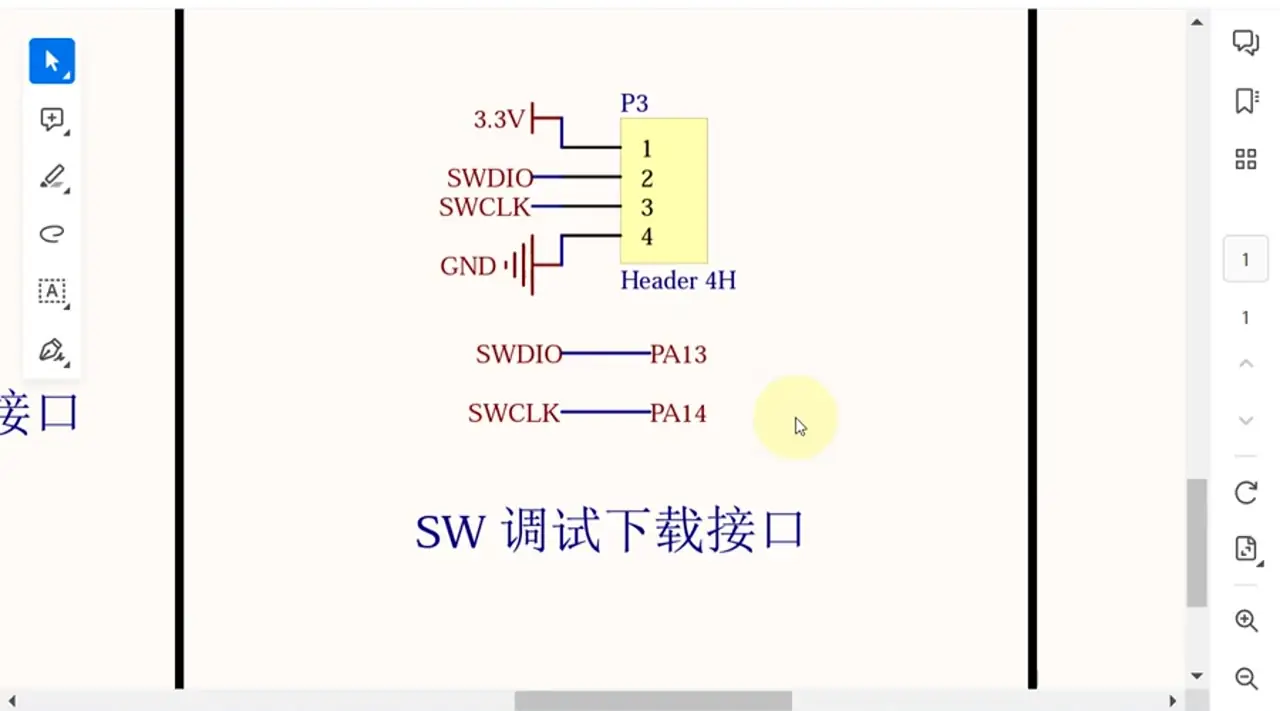 P3
3.3V
1
SWDIO 2
SWCLK 3
GND 4
Header 4H
SWDIO PA13
SWCLK PA14
SW 调试下载接口
接口
A
1
1